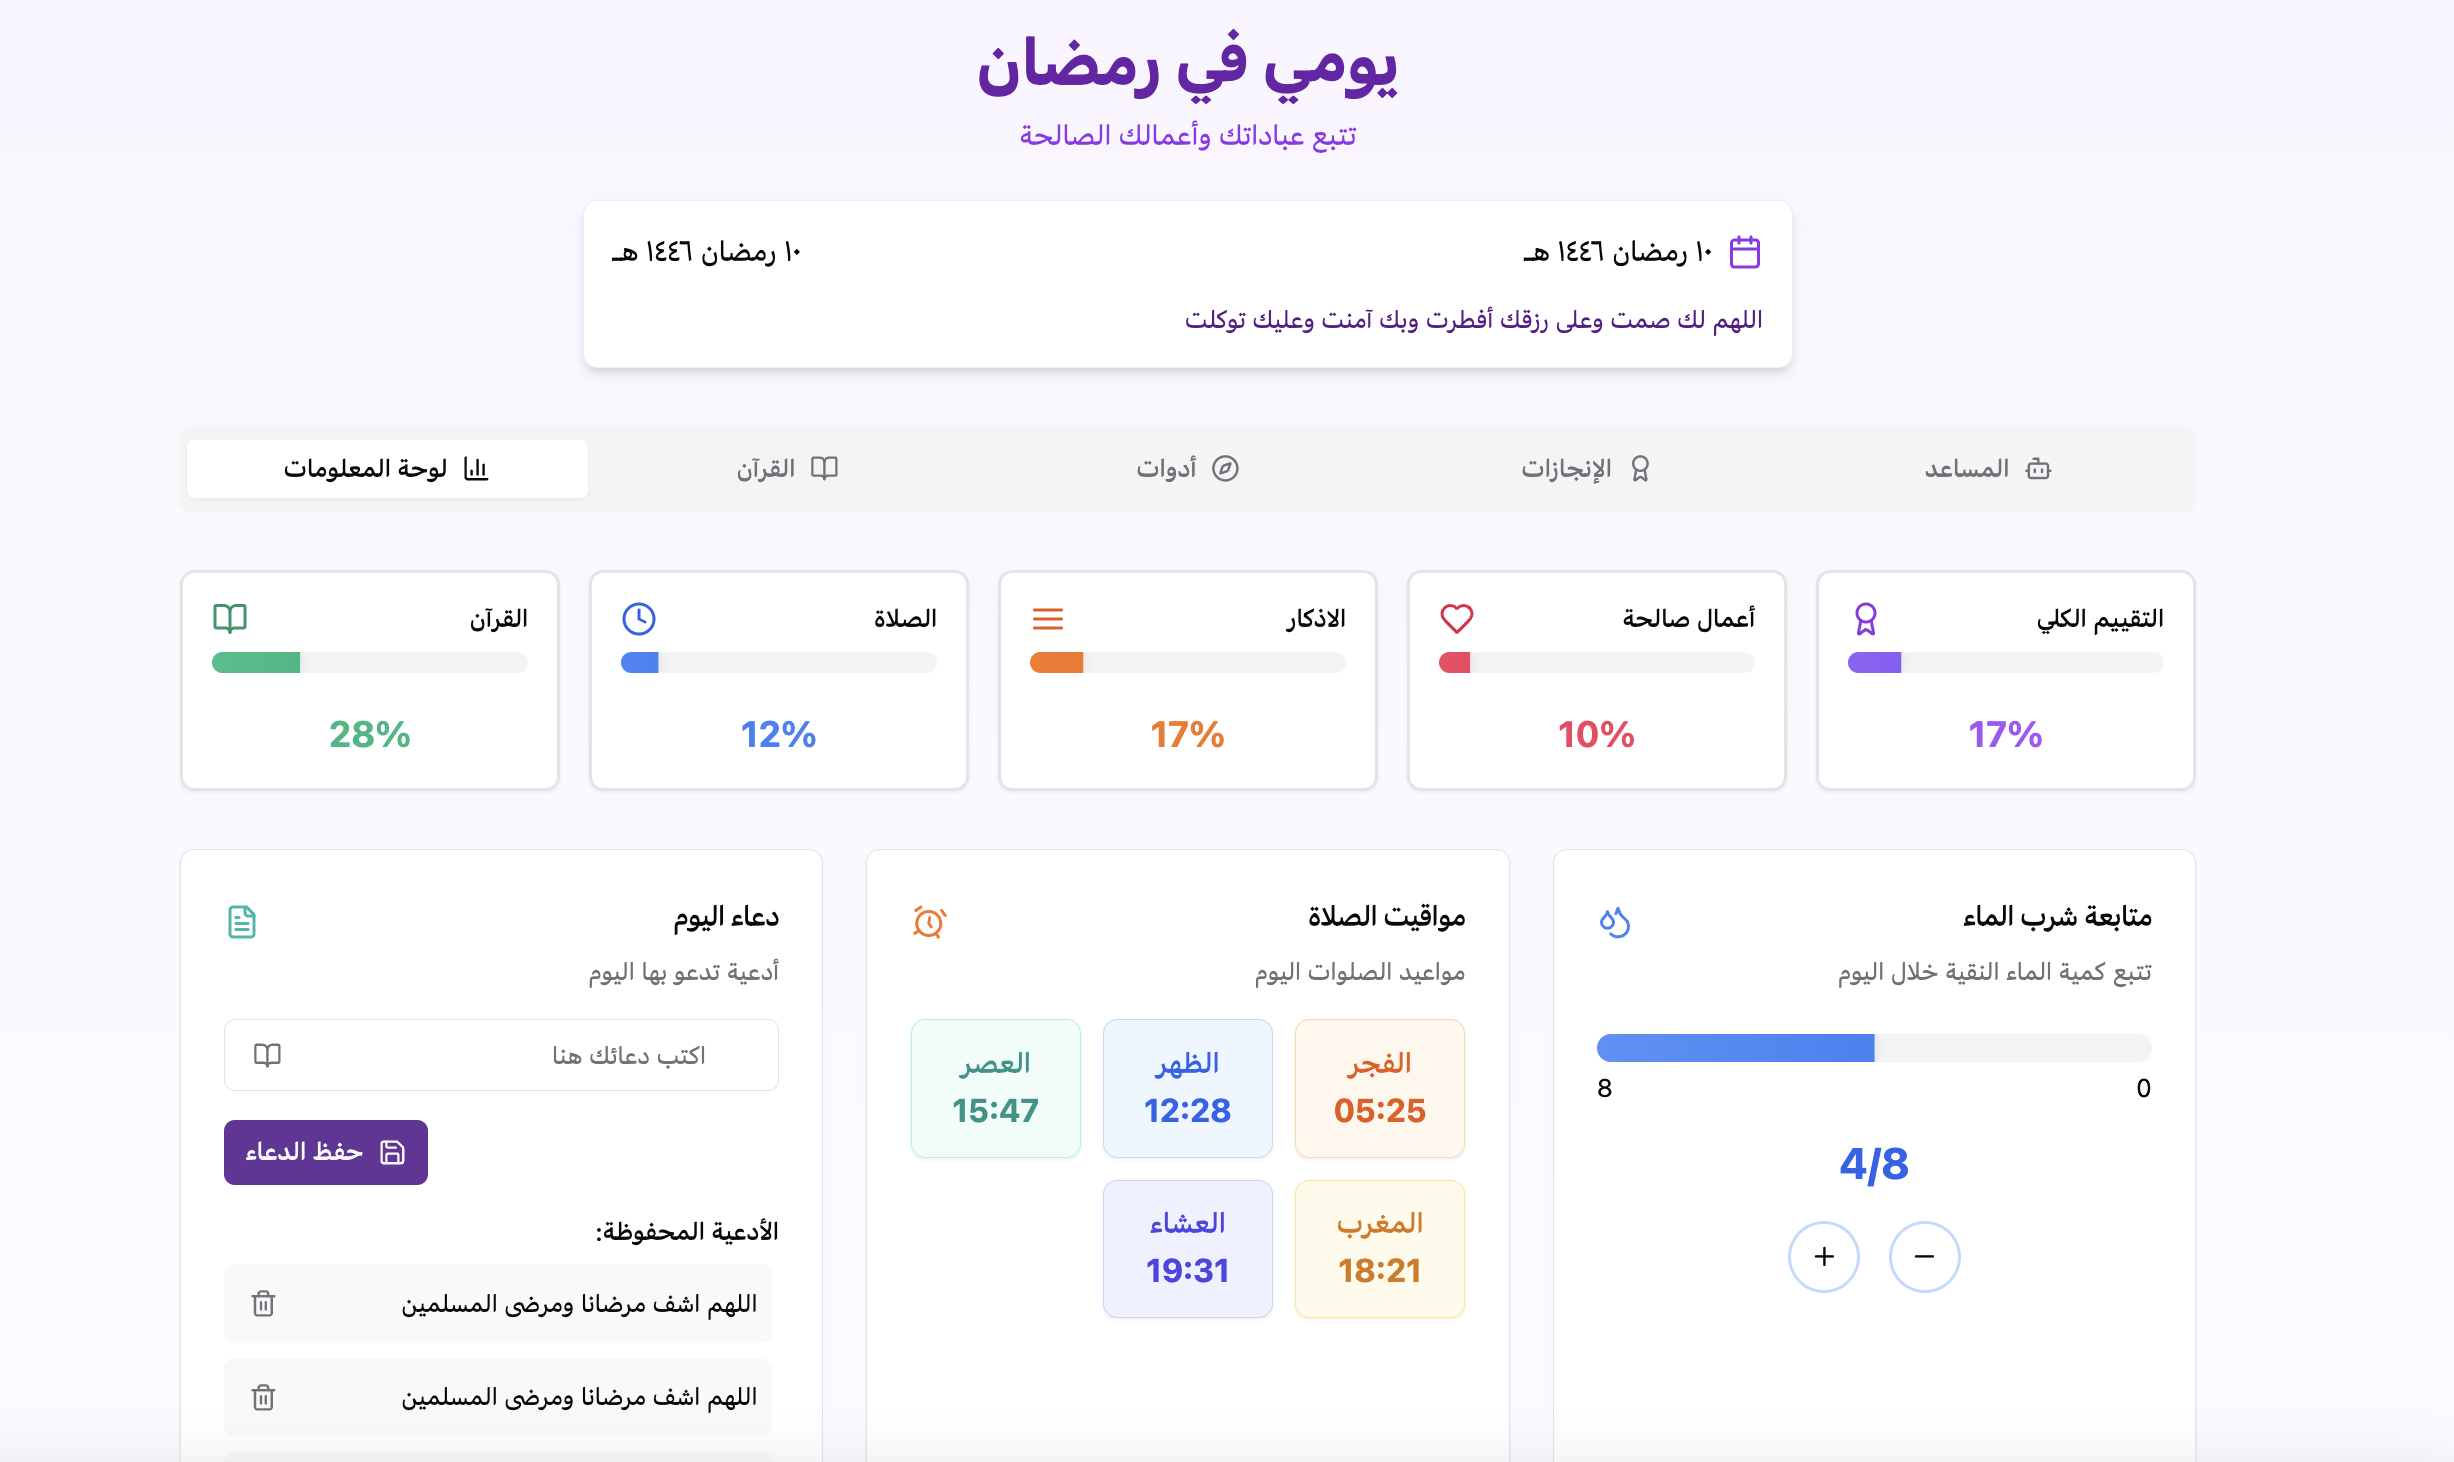 يومي في رمضان
تتبع عباداتك وأعمالك الصالحة
١٠ رمضان ١٤٤٦ هـ
١٠ رمضان ١٤٤٦ هـ
اللهم لك صمت وعلى رزقك أفطرت وبك آمنت وعليك توكلت
المساعد
الإنجازات
أدوات
القرآن
لوحة المعلومات
التقييم الكلي
17%
أعمال صالحة
10%
الاذكار
17%
الصلاة
12%
القرآن
28%
متابعة شرب الماء
تتبع كمية الماء النقية خلال اليوم
0
8
4/8
+
−
مواقيت الصلاة
مواعيد الصلوات اليوم
الفجر
05:25
الظهر
12:28
العصر
15:47
المغرب
18:21
العشاء
19:31
دعاء اليوم
أدعية تدعو بها اليوم
اكتب دعائك هنا
حفظ الدعاء
الأدعية المحفوظة:
اللهم اشف مرضانا ومرضى المسلمين
اللهم اشف مرضانا ومرضى المسلمين